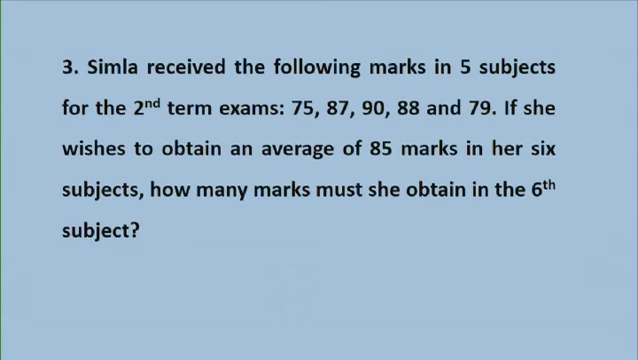 3. Simla received the following marks in 5 subjects
for the 2nd term exams: 75, 87, 90, 88 and 79. If she
wishes to obtain an average of 85 marks in her six
subjects, how many marks must she obtain in the 6th
subject?